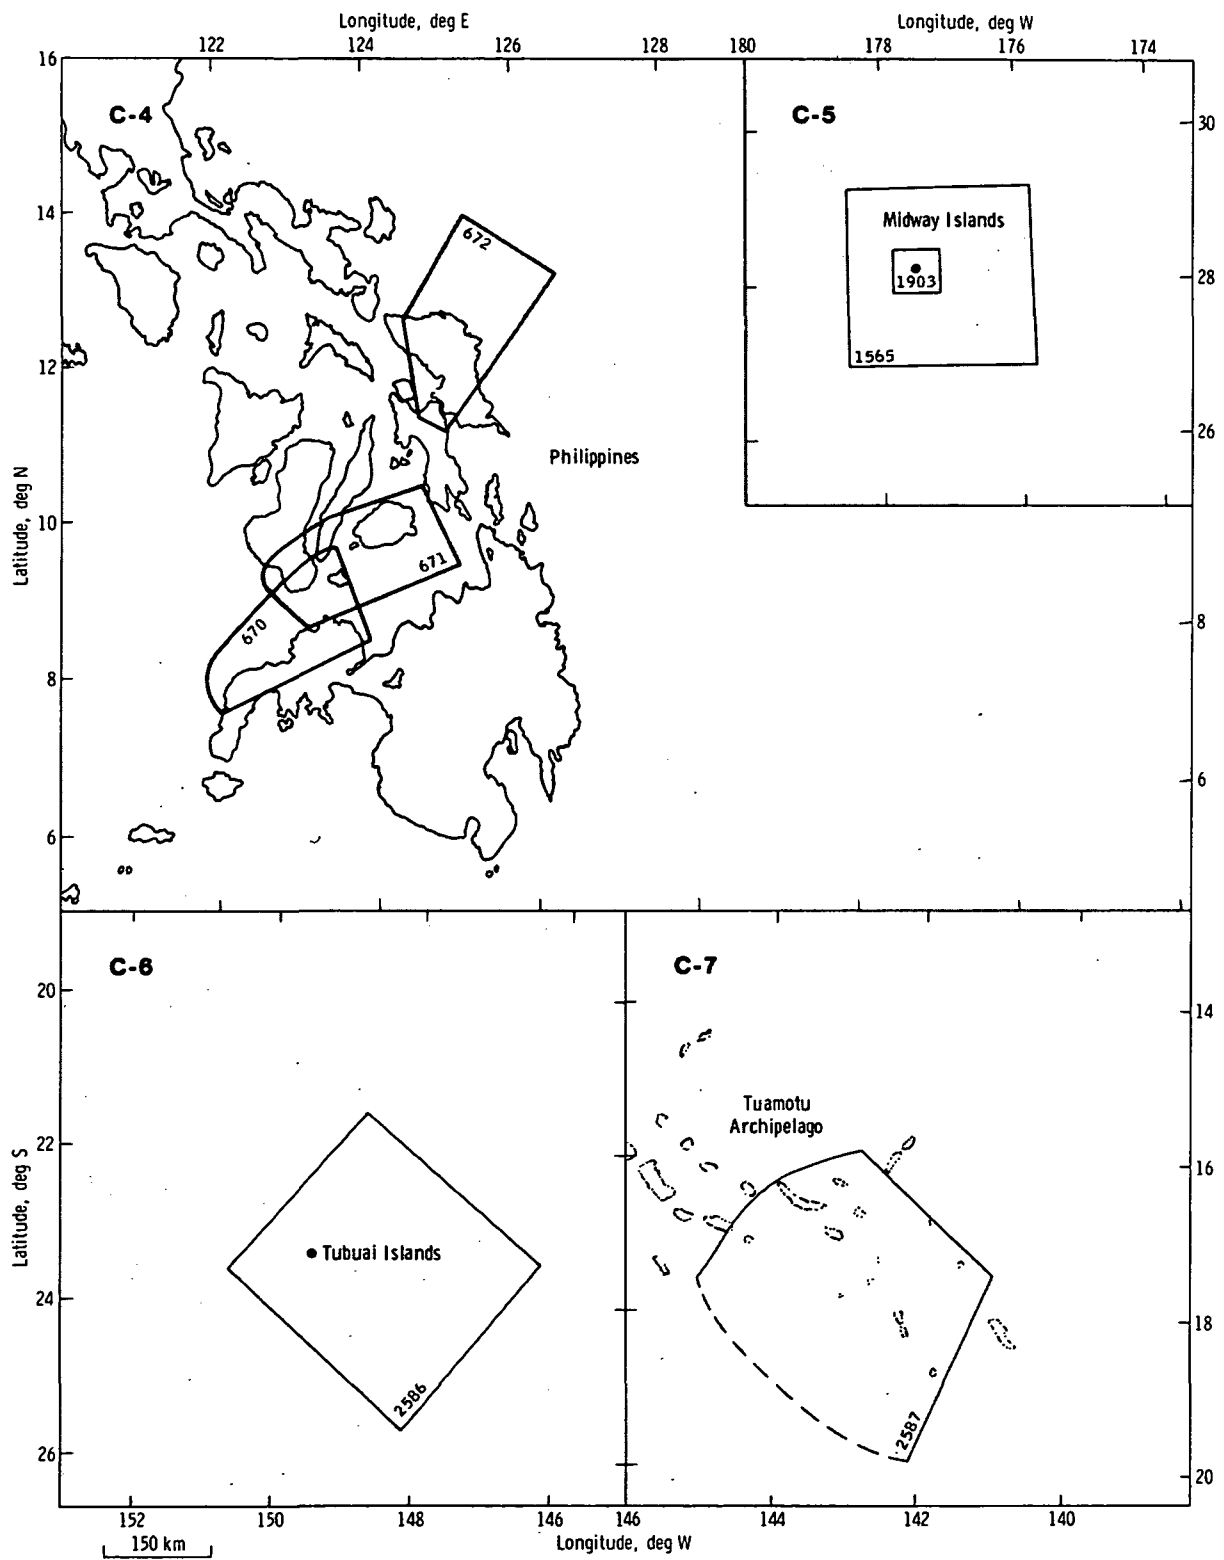 Longitude, deg E
Longitude, deg W
122
124
126
128
180
178
176
174
16
14
12
10
8
6
Latitude, deg N
C-4
672
Philippines
671
670
C-5
Midway Islands
1903
1565
30
28
26
8
6
C-6
20
22
24
26
Latitude, deg S
Tubuai Islands
2586
C-7
Tuamotu
Archipelago
2587
14
16
18
20
152
150
148
146
144
142
140
150 km
Longitude, deg W